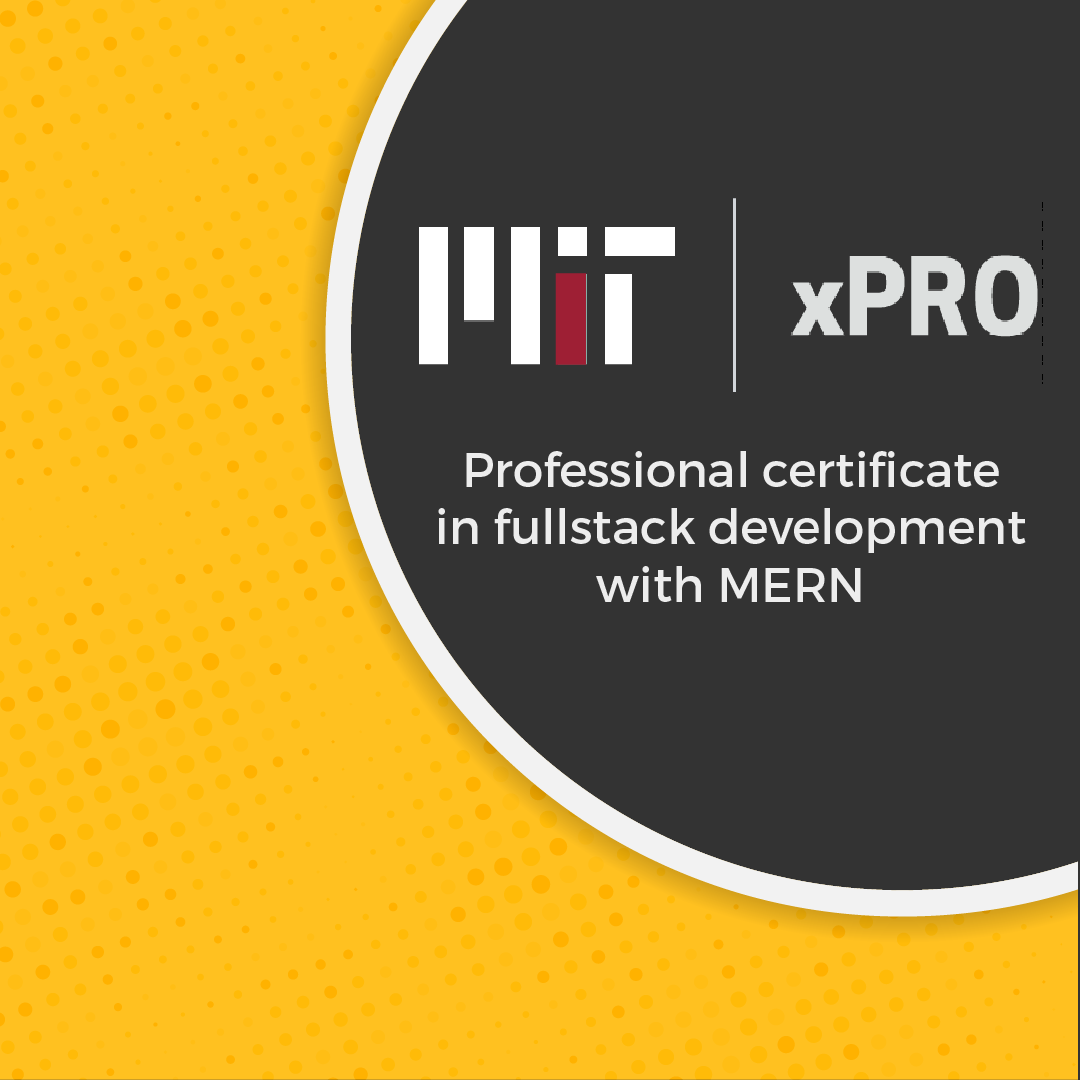 MiT
xPRO
Professional certificate
in fullstack development
with MERN